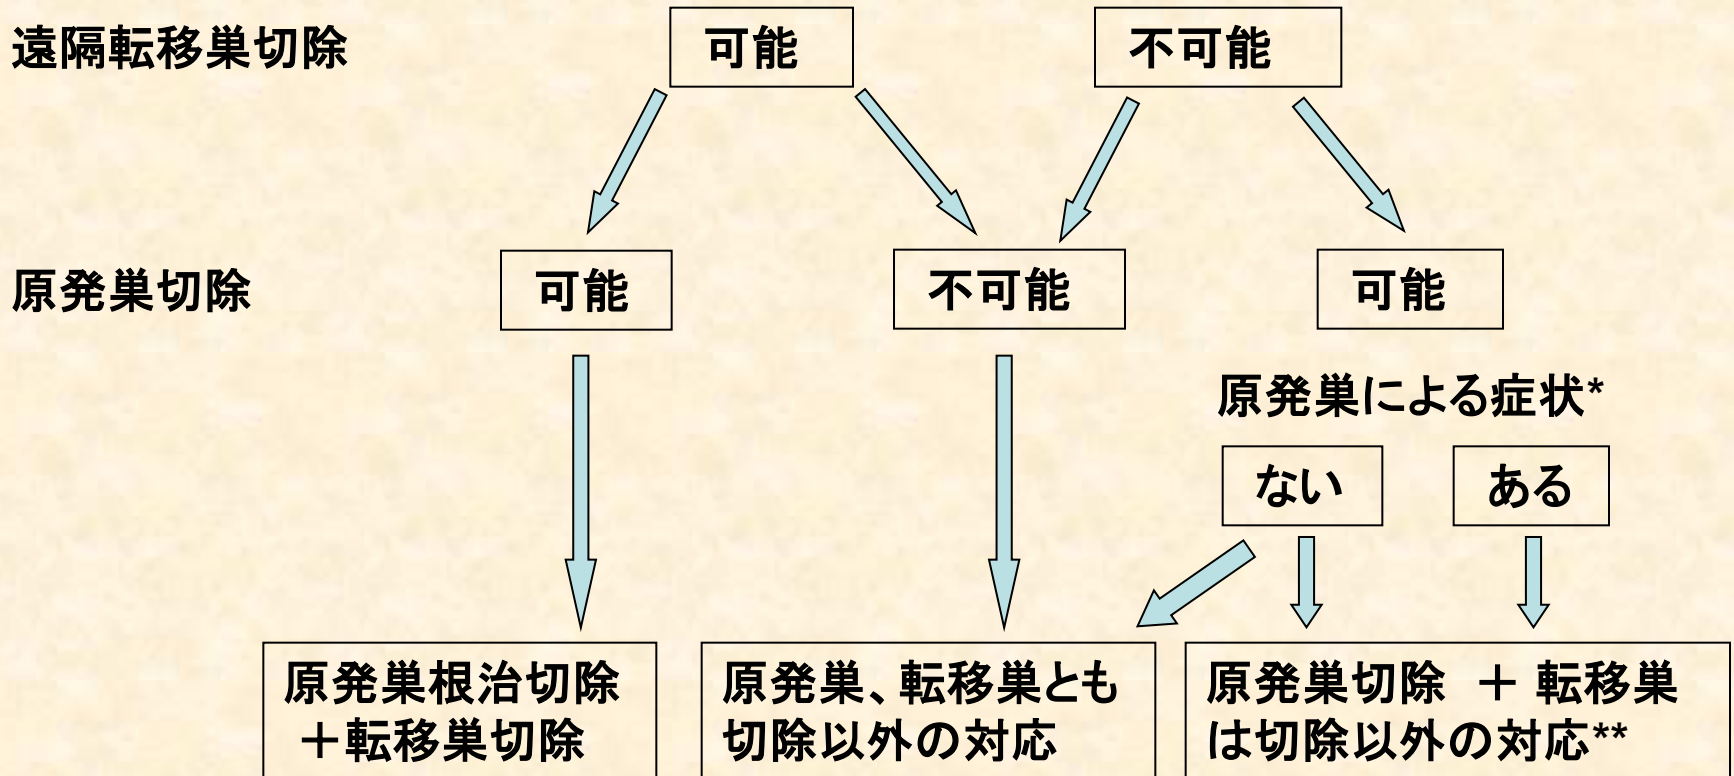 遠隔転移巣切除
可能
不可能
原発巣切除
可能
不可能
可能
原発巣による症状*
ない
ある
原発巣根治切除
＋転移巣切除
原発巣、転移巣とも
切除以外の対応
原発巣切除 ＋ 転移巣
は切除以外の対応**